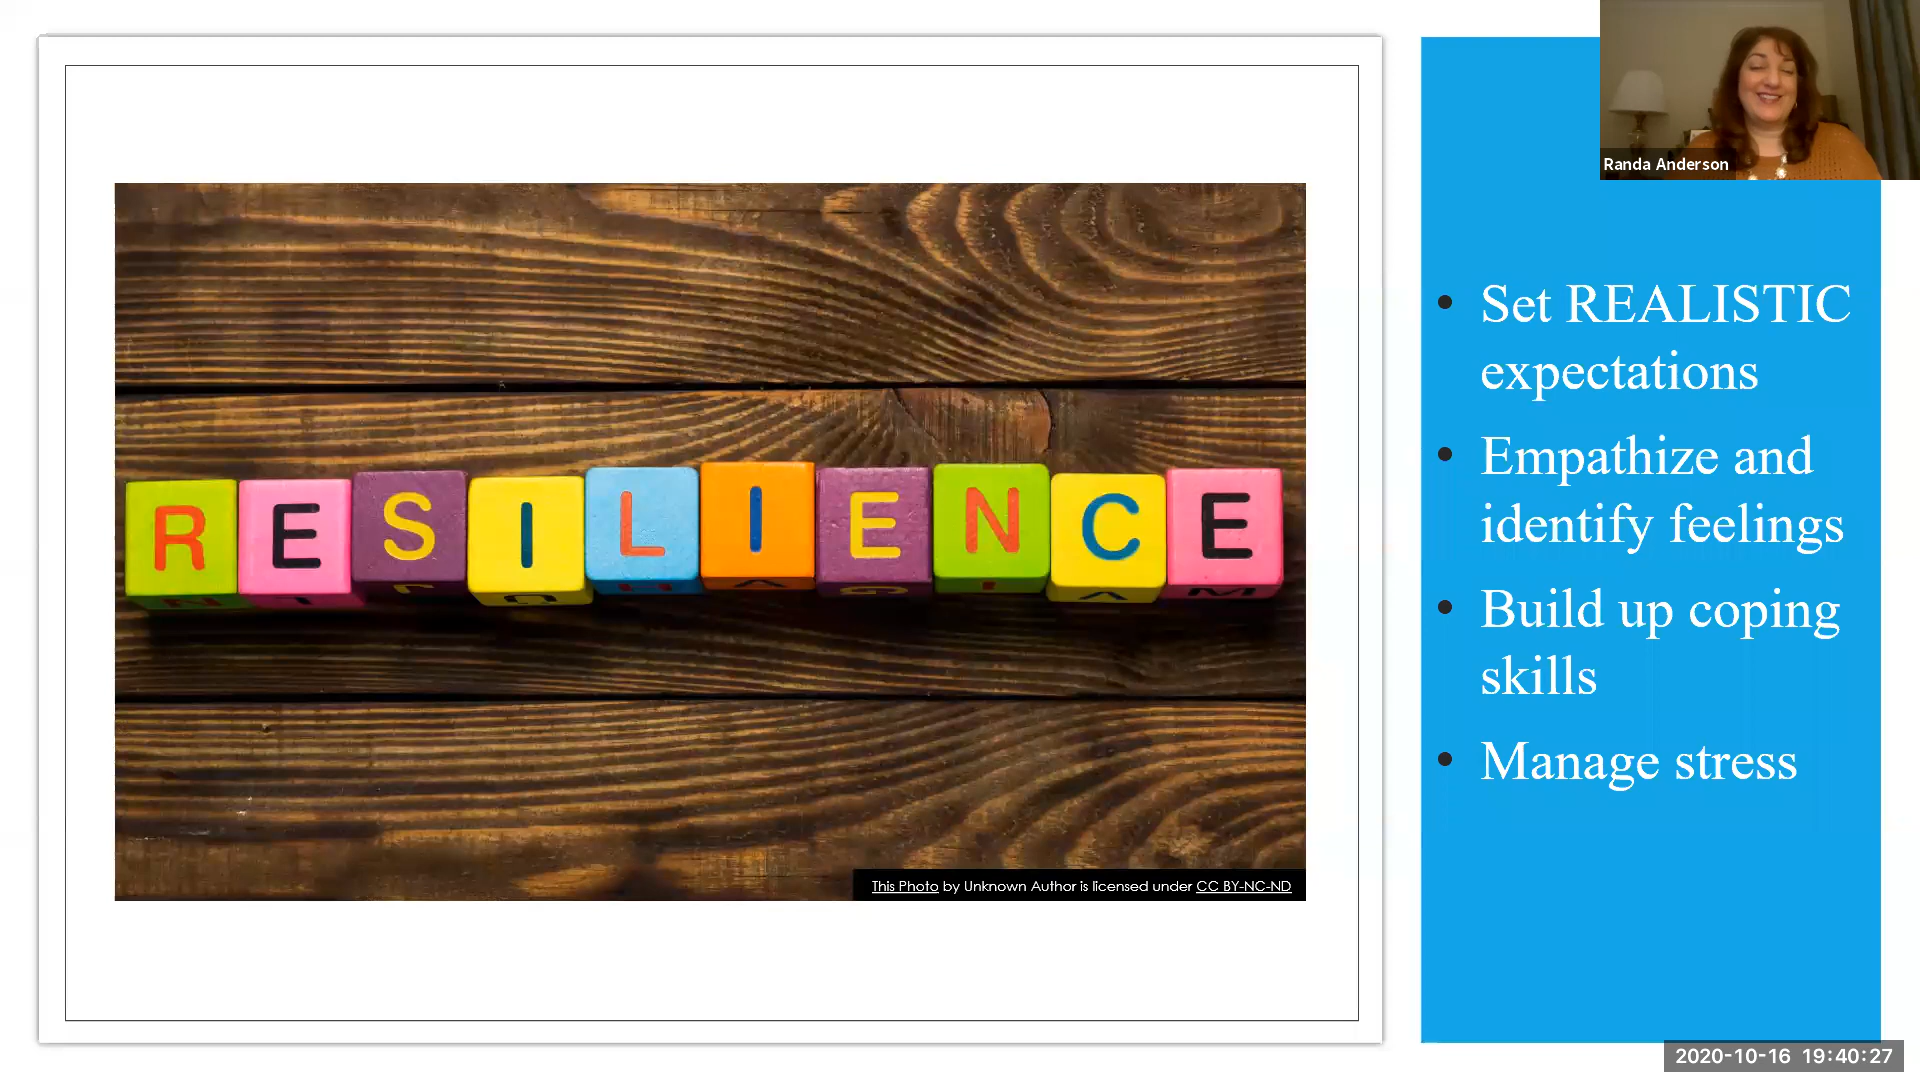 Randa Anderson
RESILIENCE
This Photo by Unknown Author is licensed under CC BY-NC-ND
• Set REALISTIC
expectations
• Empathize and
identify feelings
• Build up coping
skills
• Manage stress
2020-10-16 19:40:27